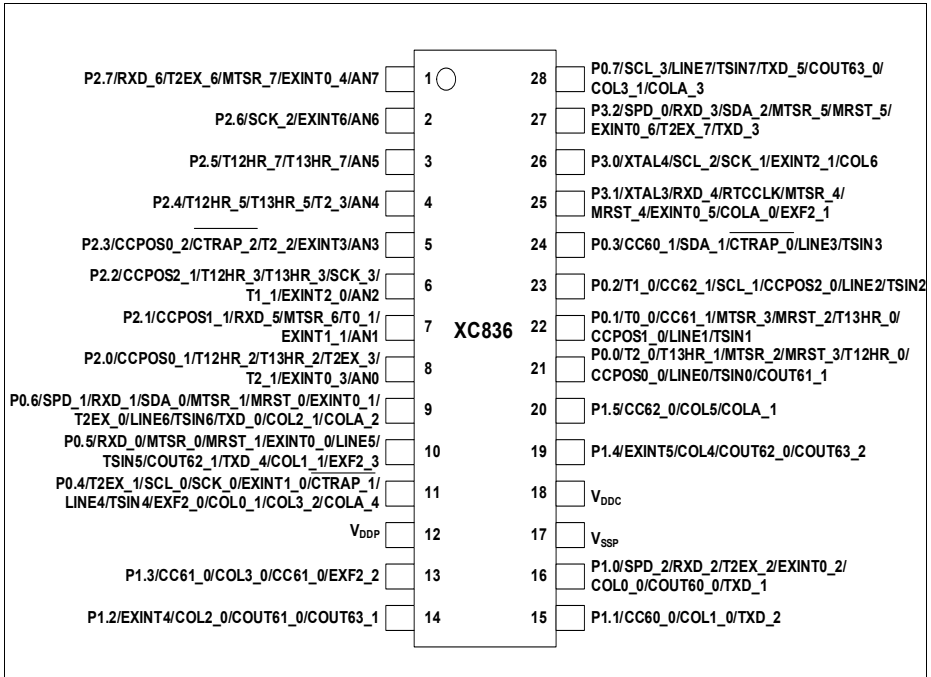 P2.7/RXD_6/T2EX_6/MTSR_7/EXINT0_4/AN7
1
P2.6/SCK_2/EXINT6/AN6
2
P2.5/T12HR_7/T13HR_7/AN5
3
P2.4/T12HR_5/T13HR_5/T2_3/AN4
4
P2.3/CCPOS0_2/CTRAP_2/T2_2/EXINT3/AN3
5
P2.2/CCPOS2_1/T12HR_3/T13HR_3/SCK_3/
T1_1/EXINT2_0/AN2
6
P2.1/CCPOS1_1/RXD_5/MTSR_6/T0_1/
EXINT1_1/AN1
7
P2.0/CCPOS0_1/T12HR_2/T13HR_2/T2EX_3/
T2_1/EXINT0_3/AN0
8
P0.6/SPD_1/RXD_1/SDA_0/MTSR_1/MRST_0/EXINT0_1/
T2EX_0/LINE6/TSIN6/TXD_0/COL2_1/COLA_2
9
P0.5/RXD_0/MTSR_0/MRST_1/EXINT0_0/LINE5/
TSIN5/COUT62_1/TXD_4/COL1_1/EXF2_3
10
P0.4/T2EX_1/SCL_0/SCK_0/EXINT1_0/CTRAP_1/
LINE4/TSIN4/EXF2_0/COL0_1/COL3_2/COLA_4
11
VDDP
12
P1.3/CC61_0/COL3_0/CC61_0/EXF2_2
13
P1.2/EXINT4/COL2_0/COUT61_0/COUT63_1
14
XC836
28
P0.7/SCL_3/LINE7/TSIN7/TXD_5/COUT63_0/
COL3_1/COLA_3
27
P3.2/SPD_0/RXD_3/SDA_2/MTSR_5/MRST_5/
EXINT0_6/T2EX_7/TXD_3
26
P3.0/XTAL4/SCL_2/SCK_1/EXINT2_1/COL6
25
P3.1/XTAL3/RXD_4/RTCCLK/MTSR_4/
MRST_4/EXINT0_5/COLA_0/EXF2_1
24
P0.3/CC60_1/SDA_1/CTRAP_0/LINE3/TSIN3
23
P0.2/T1_0/CC62_1/SCL_1/CCPOS2_0/LINE2/TSIN2
22
P0.1/T0_0/CC61_1/MTSR_3/MRST_2/T13HR_0/
CCPOS1_0/LINE1/TSIN1
21
P0.0/T2_0/T13HR_1/MTSR_2/MRST_3/T12HR_0/
CCPOS0_0/LINE0/TSIN0/COUT61_1
20
P1.5/CC62_0/COL5/COLA_1
19
P1.4/EXINT5/COL4/COUT62_0/COUT63_2
18
VDDC
17
VSSP
16
P1.0/SPD_2/RXD_2/T2EX_2/EXINT0_2/
COL0_0/COUT60_0/TXD_1
15
P1.1/CC60_0/COL1_0/TXD_2